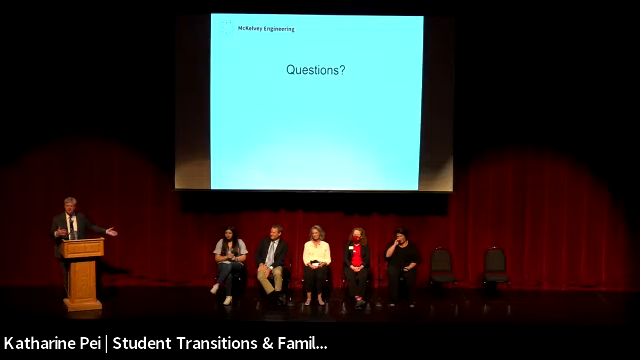 McKelvey Engineering
Questions?
Katharine Pei | Student Transitions & Famil...